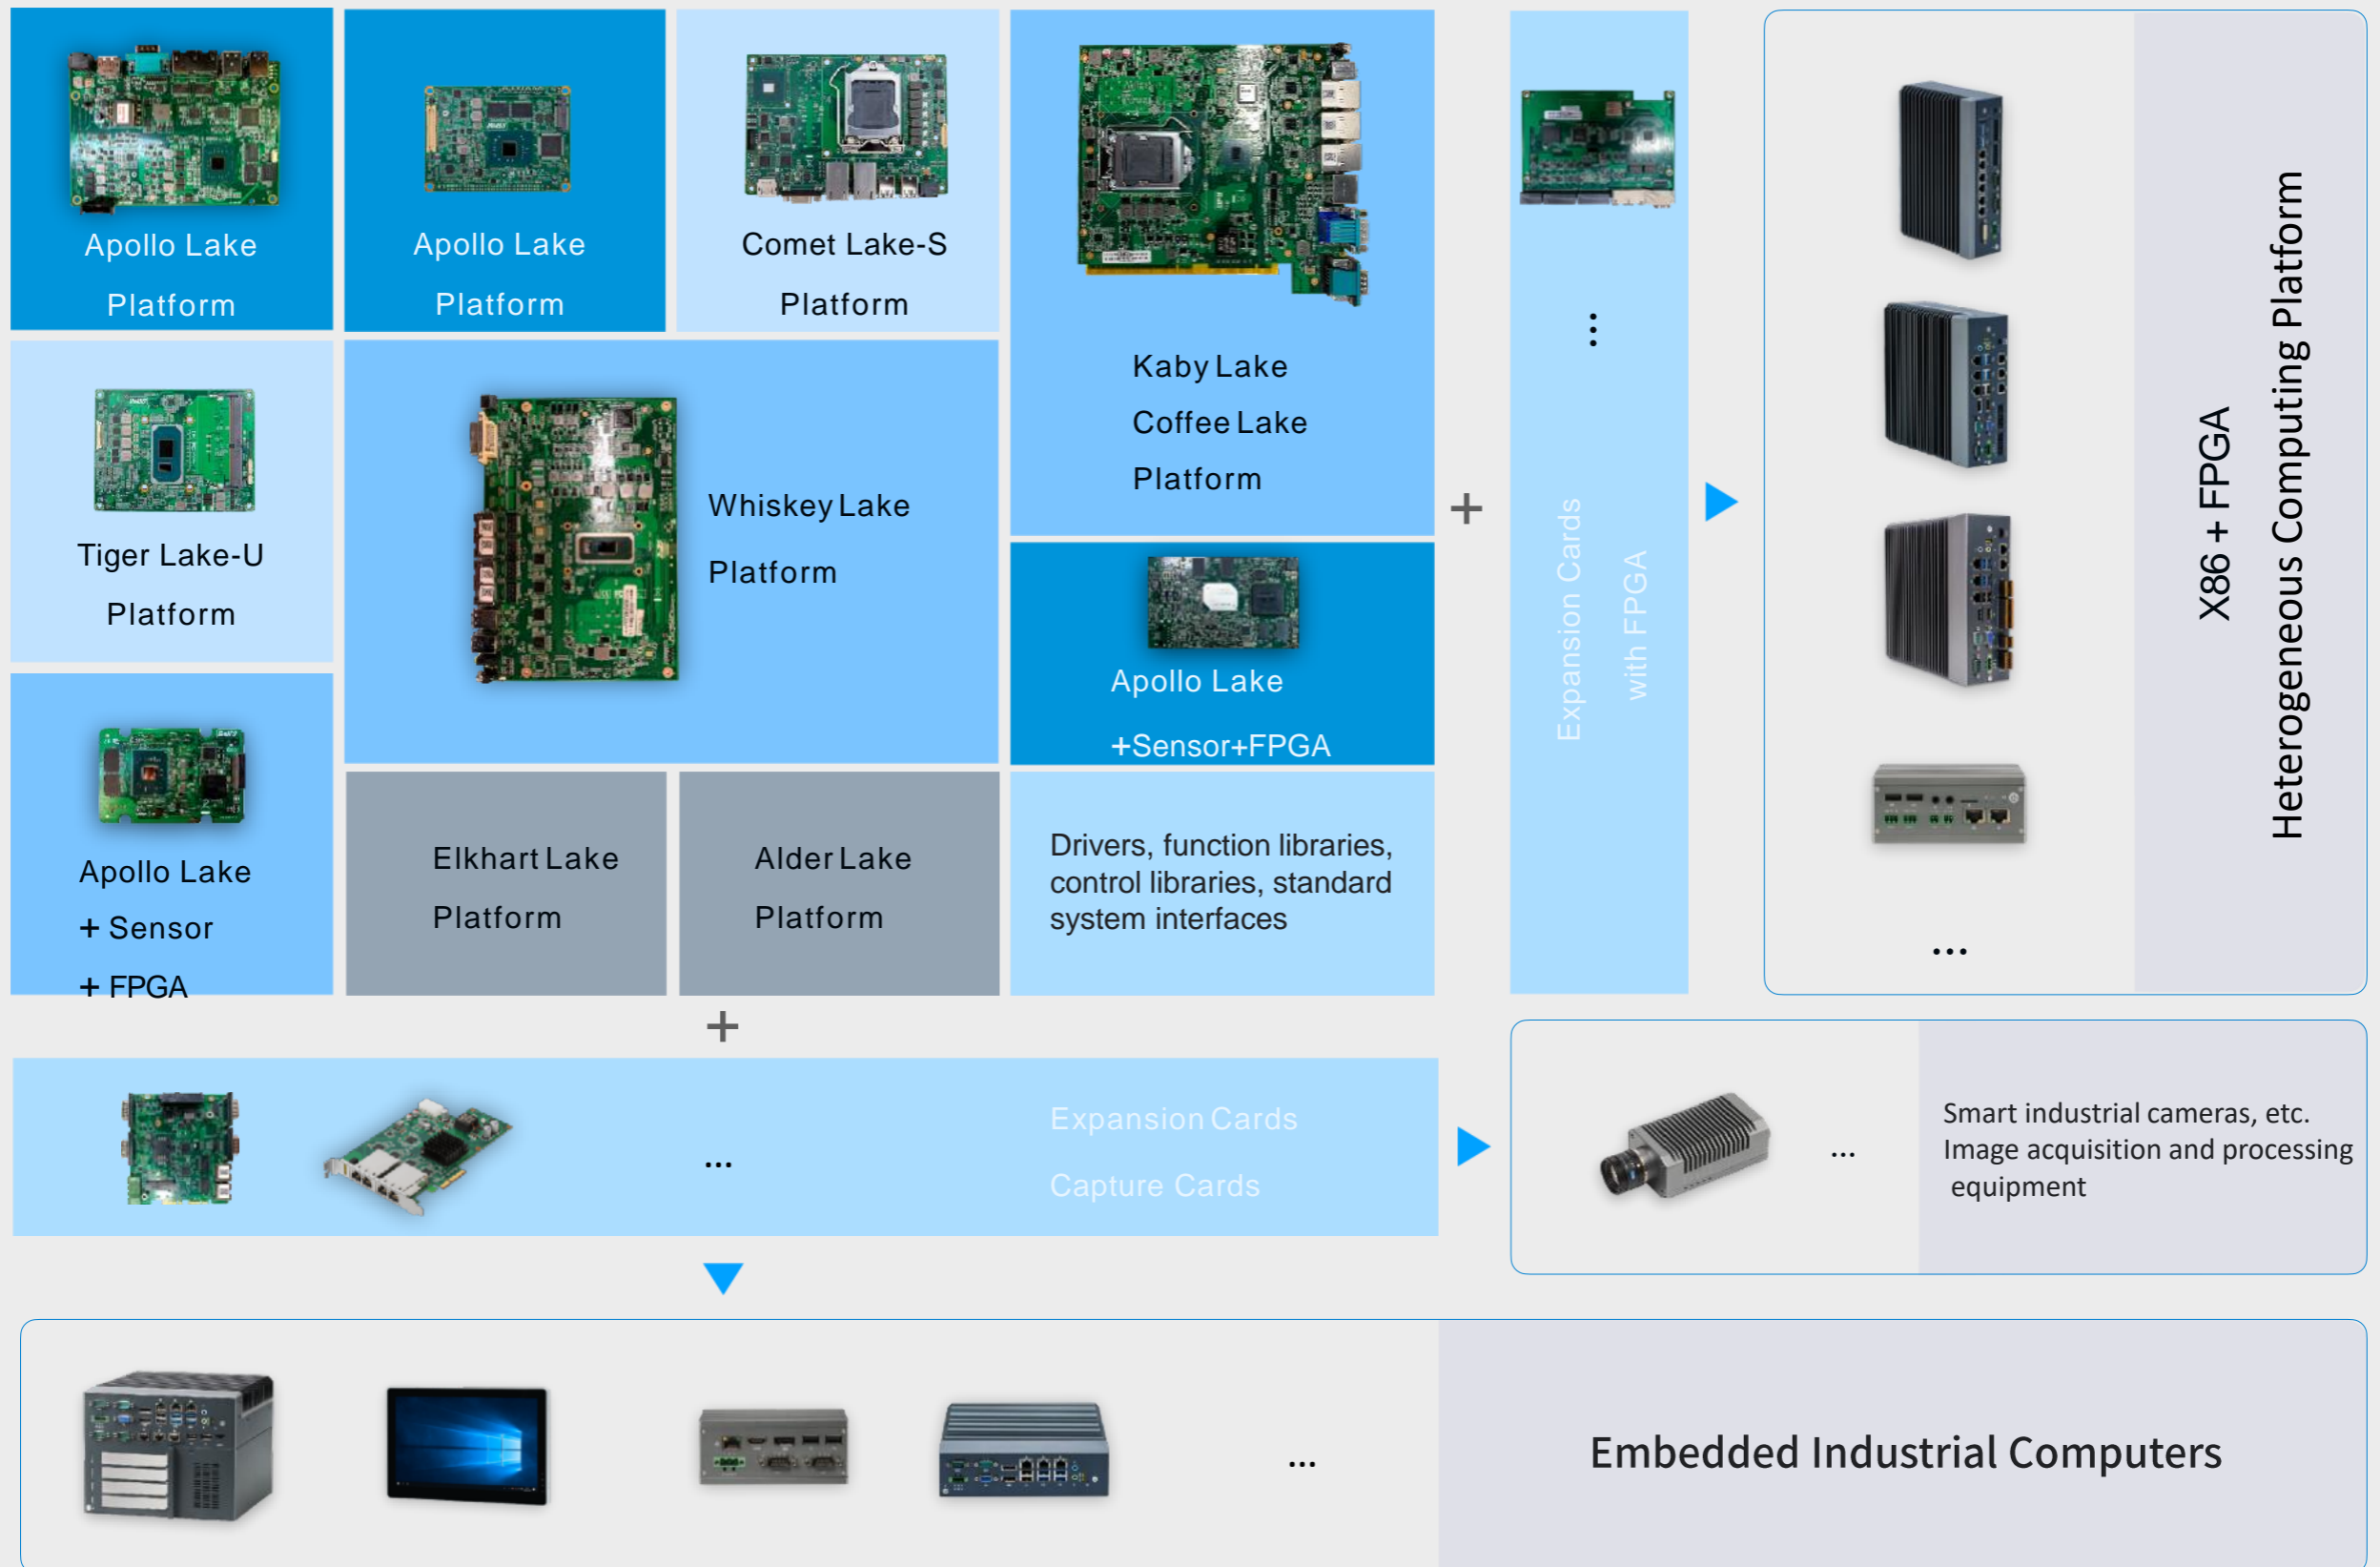 Apollo Lake
Platform
Apollo Lake
Platform
Comet Lake-S
Platform
Kaby Lake
Coffee Lake
Platform
Tiger Lake-U
Platform
Whiskey Lake
Platform
Apollo Lake
+Sensor+FPGA
Apollo Lake
+ Sensor
+ FPGA
Elkhart Lake
Platform
Alder Lake
Platform
Drivers, function libraries,
control libraries, standard
system interfaces
+
...
Expansion Cards
with FPGA
...
X86 + FPGA
Heterogeneous Computing Platform
+
...
Expansion Cards
Capture Cards
...
Smart industrial cameras, etc.
Image acquisition and processing
equipment
...
Embedded Industrial Computers